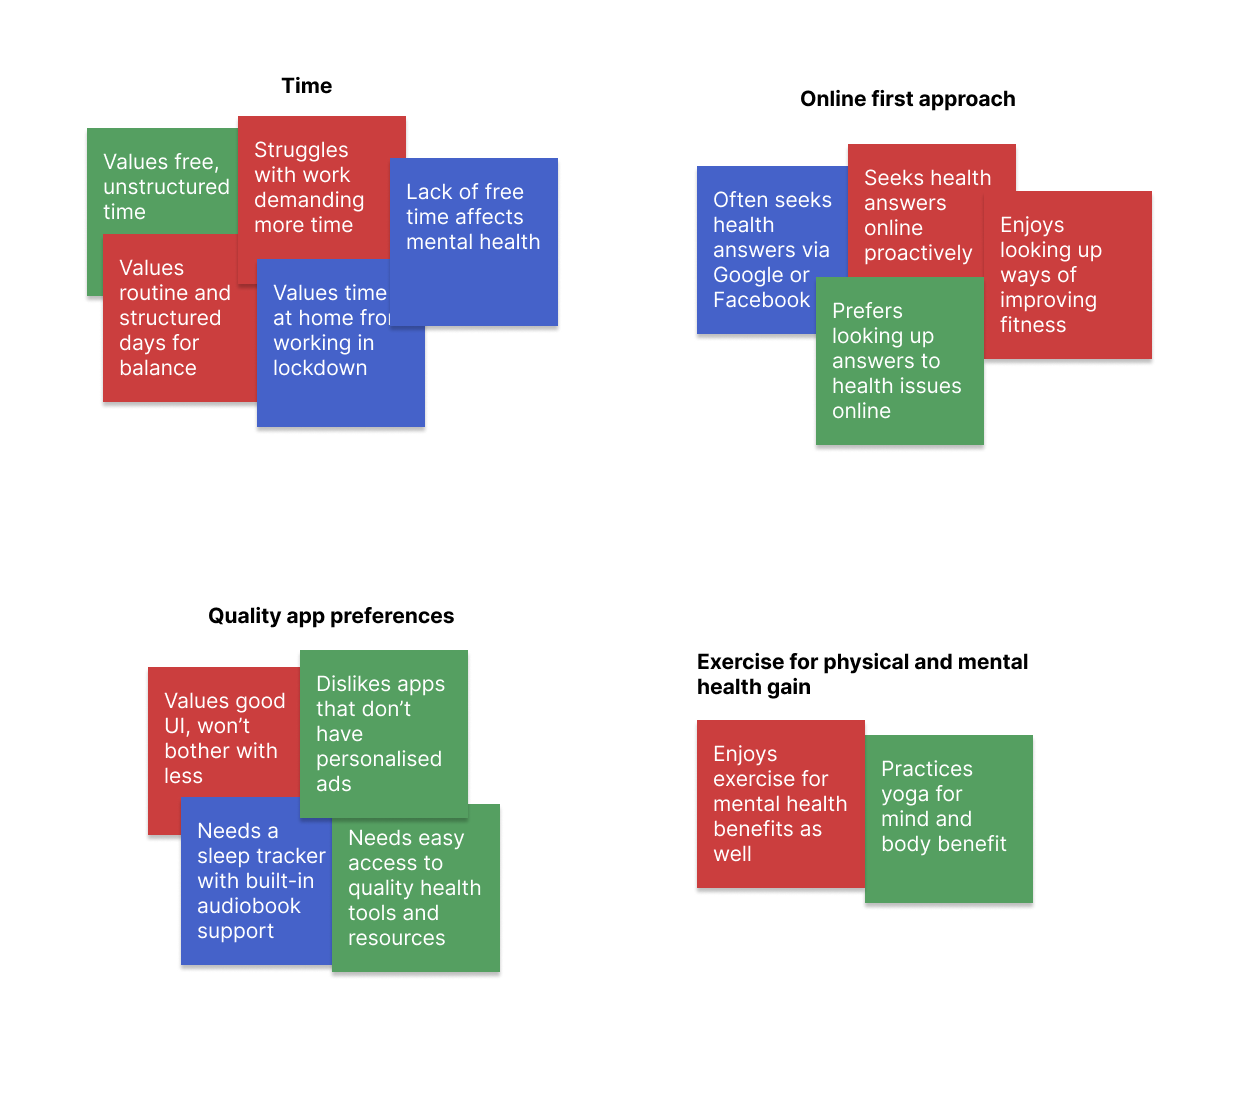 Time
Values free,
unstructured
time
Struggles
with work
demanding
more time
Lack of free
time affects
mental health
Values
routine and
structured
days for
balance
Values time
at home from
working in
lockdown
Online first approach
Often seeks
health
answers via
Google or
Facebook
Seeks health
answers
online
proactively
Enjoys
looking up
ways of
improving
fitness
Prefers
looking up
answers to
health issues
online
Quality app preferences
Values good
UI, won’t
bother with
less
Dislikes apps
that don’t
have
personalised
ads
Needs a
sleep tracker
with built-in
audiobook
support
Needs easy
access to
quality health
tools and
resources
Exercise for physical and mental
health gain
Enjoys
exercise for
mental health
benefits as
well
Practices
yoga for
mind and
body benefit